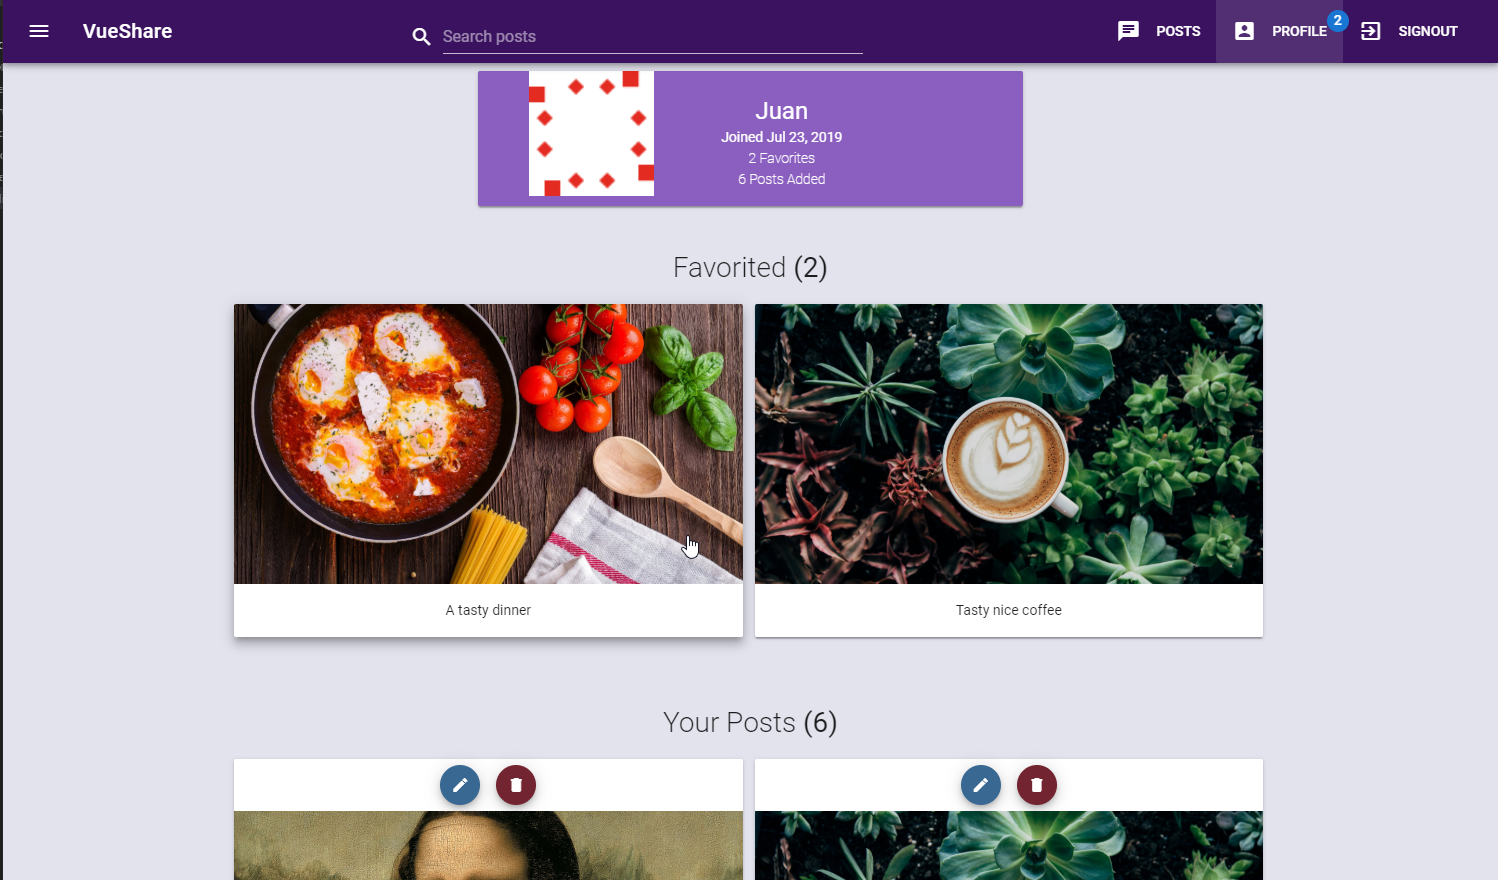 VueShare
Search posts
POSTS
PROFILE
2
SIGNOUT
Juan
Joined Jul 23, 2019
2 Favorites
6 Posts Added
Favorited (2)
A tasty dinner
Tasty nice coffee
Your Posts (6)